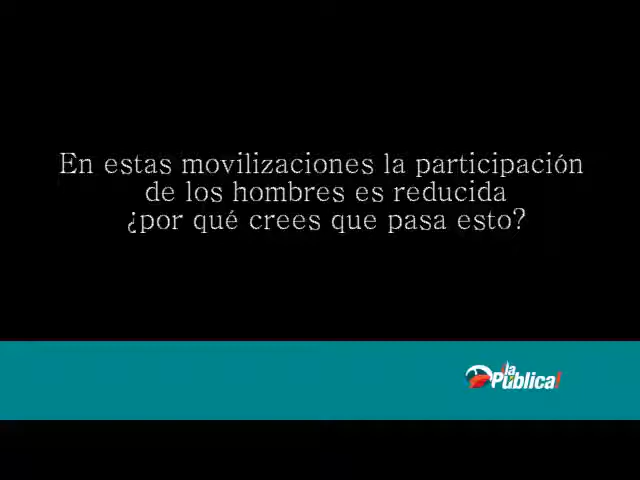 En estas movilizaciones la participación
de los hombres es reducida
¿por qué crees que pasa esto?
la
Pública!